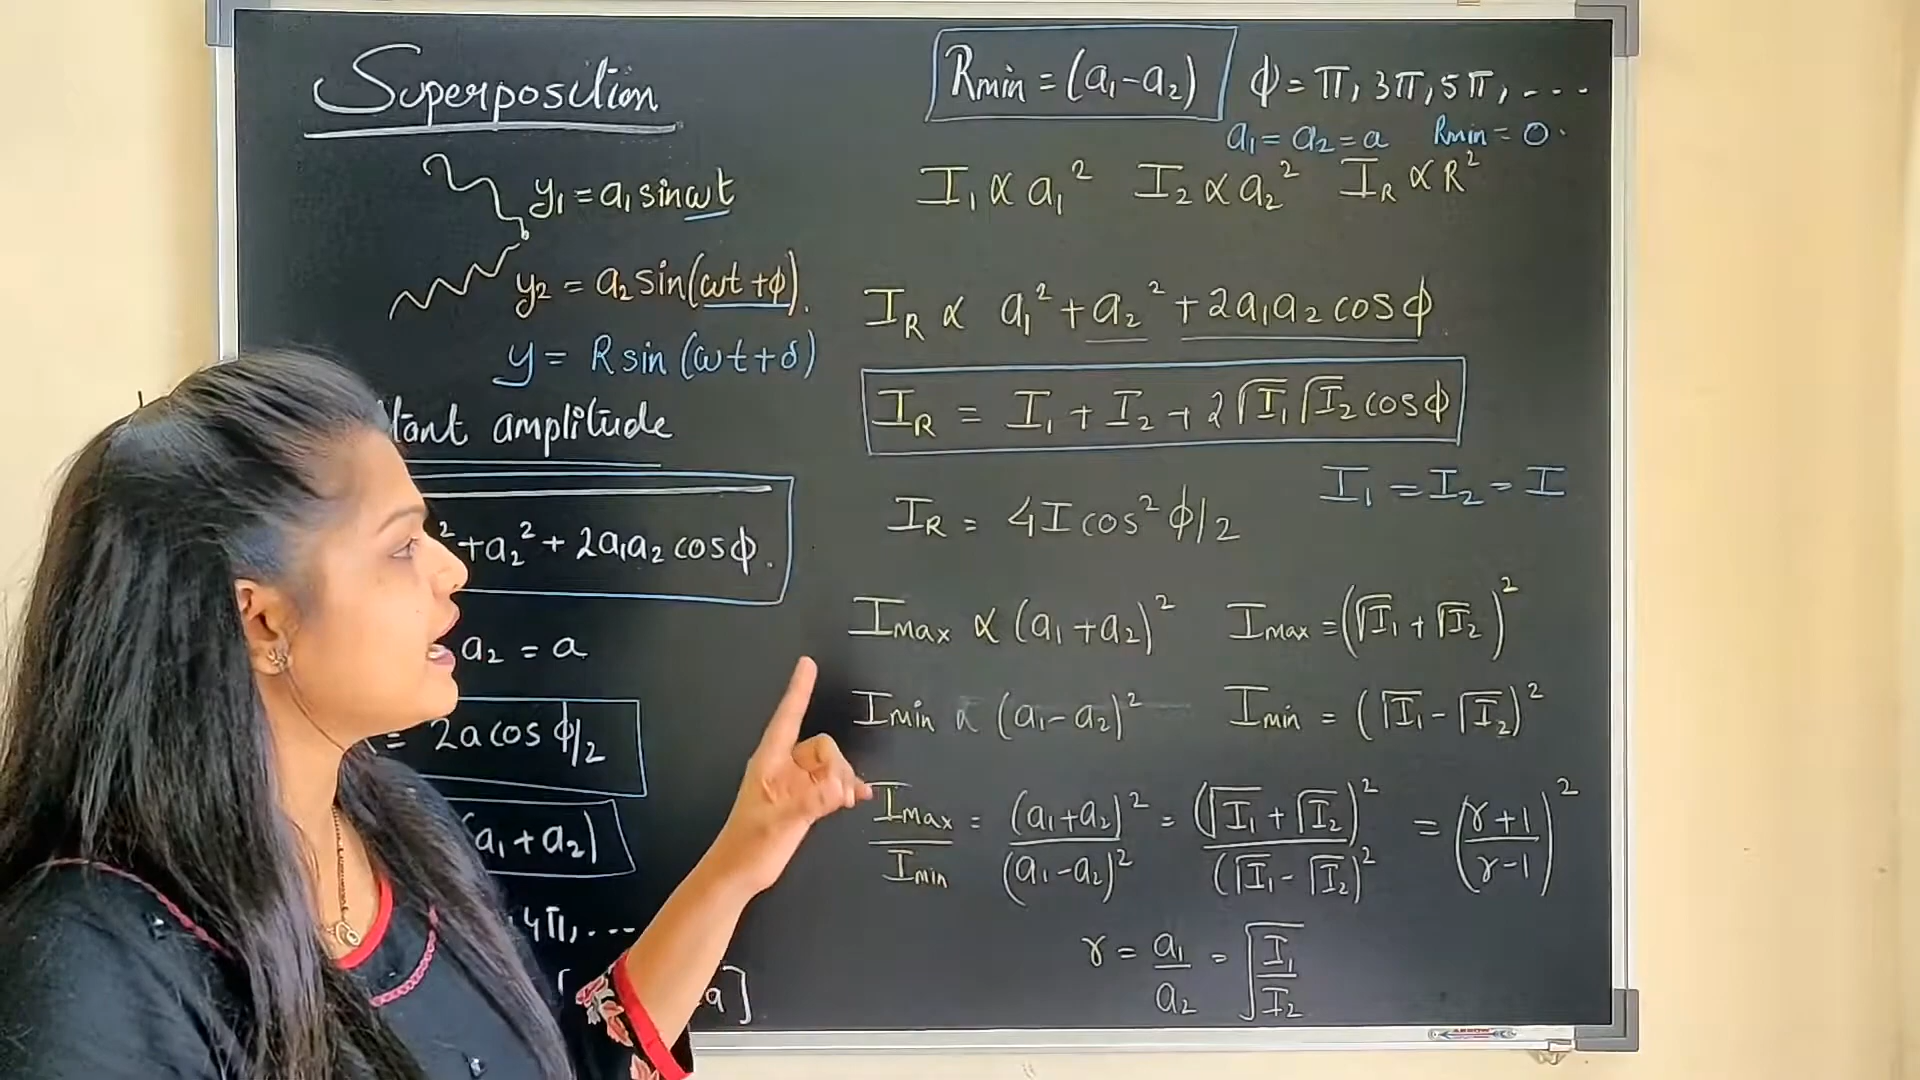 Superposition
y₁ = a₁ sinωt
y₂ = a₂ sin(ωt + ϕ).
y = R sin (ωt + δ)
tant amplitude
² + a₂² + 2a₁a₂ cosϕ.
a₂ = a
= 2a cos ϕ/2
(a₁ + a₂)
, 4π, ...
[ a]
Rmin = (a₁ - a₂) ϕ = π, 3π, 5π, ....
a₁ = a₂ = a Rmin = 0.
I₁ ∝ a₁² I₂ ∝ a₂² I_R ∝ R²
I_R ∝ a₁² + a₂² + 2a₁a₂ cosϕ
I_R = I₁ + I₂ + 2√I₁ √I₂ cosϕ
I₁ = I₂ = I
I_R = 4I cos² ϕ/2
Imax ∝ (a₁ + a₂)² Imax = (√I₁ + √I₂)²
Imin ∝ (a₁ - a₂)² Imin = (√I₁ - √I₂)²
Imax/Imin = (a₁+a₂)²/(a₁-a₂)² = (√I₁ + √I₂)²/(√I₁ - √I₂)² = (r+1/r-1)²
r = a₁/a₂ = √(I₁/I₂)